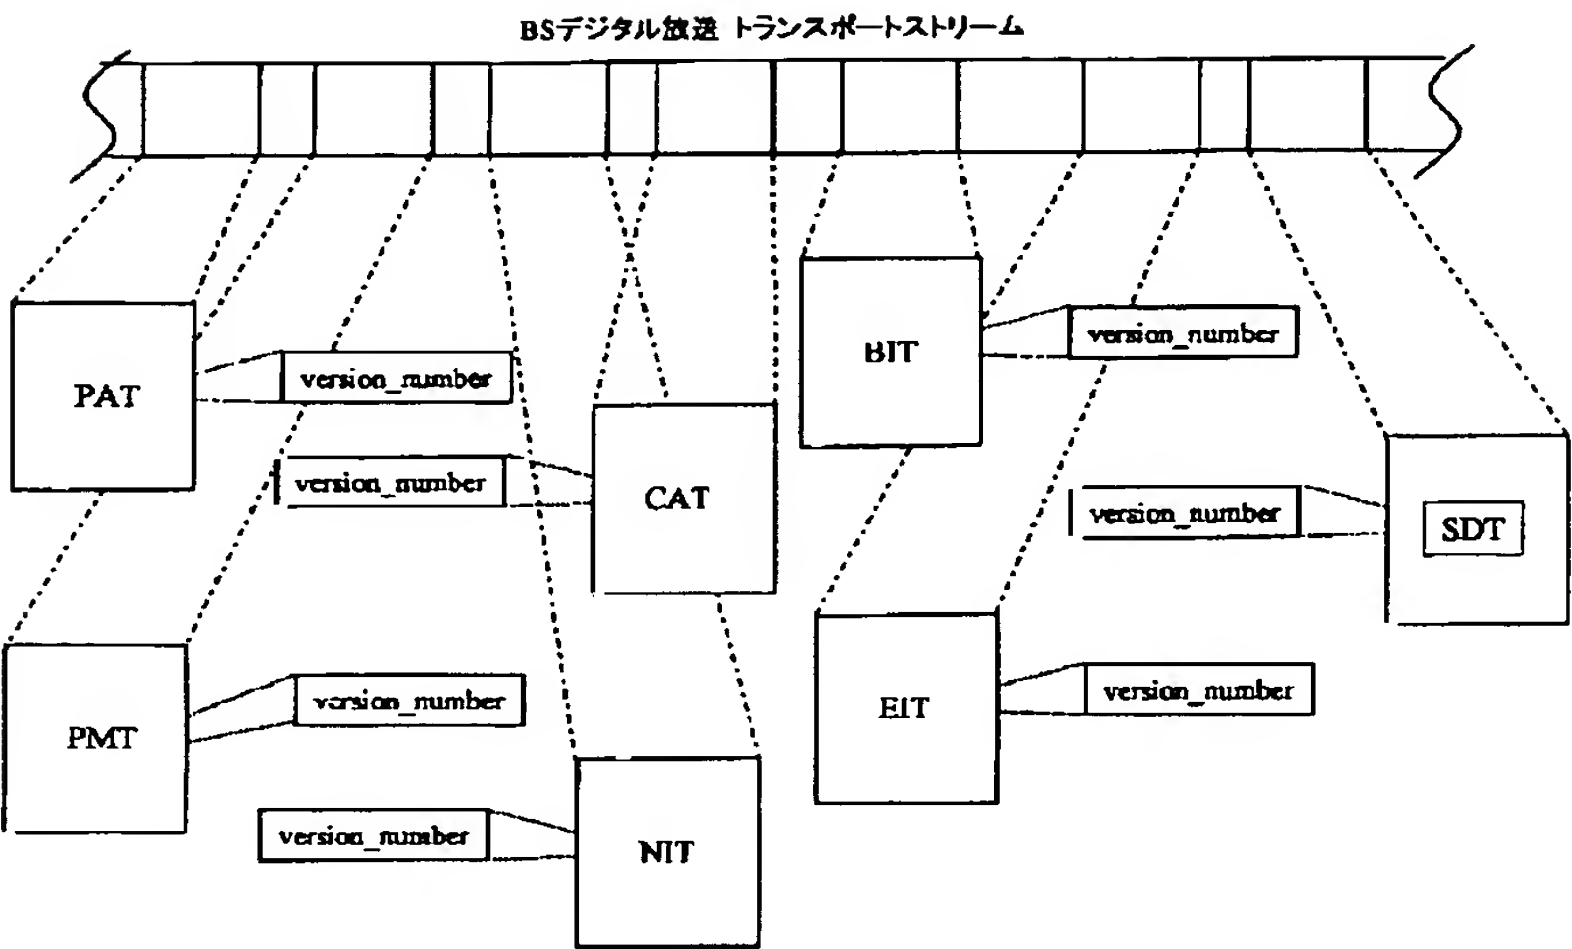 BSデジタル放送 トランスポートストリーム
PAT
version_number
BIT
version_number
version_number
CAT
version_number
SDT
PMT
version_number
EIT
version_number
version_number
NIT